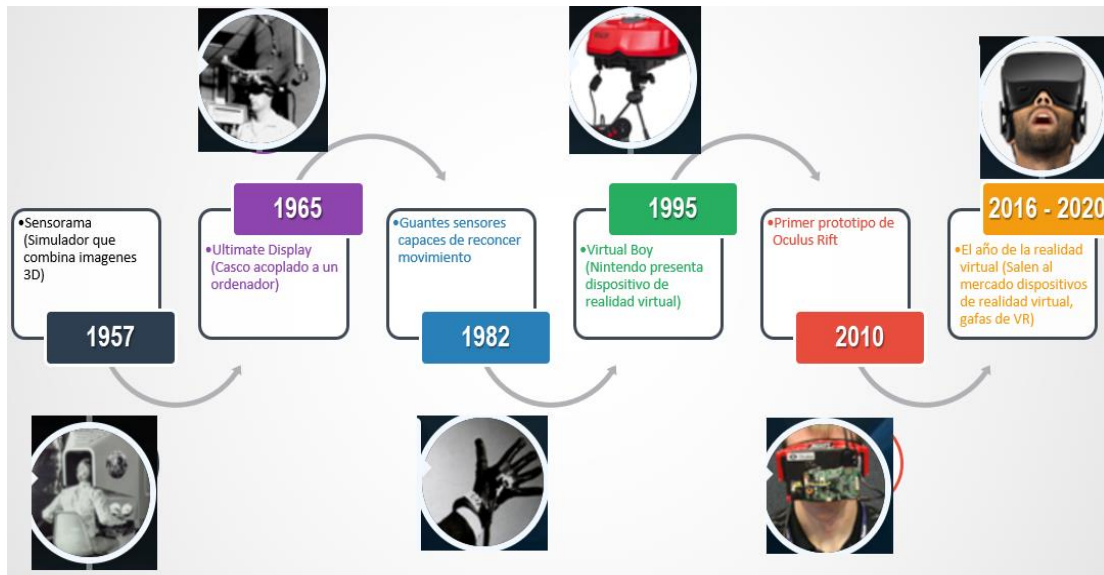 •Sensorama
(Simulador que
combina imagenes
3D)
1957
1965
•Ultimate Display
(Casco acoplado a un
ordenador)
•Guantes sensores
capaces de reconcer
movimiento
1982
1995
•Virtual Boy
(Nintendo presenta
dispositivo de
realidad virtual)
•Primer prototipo de
Oculus Rift
2010
2016 - 2020
•El año de la realidad
virtual (Salen al
mercado dispositivos
de realidad virtual,
gafas de VR)